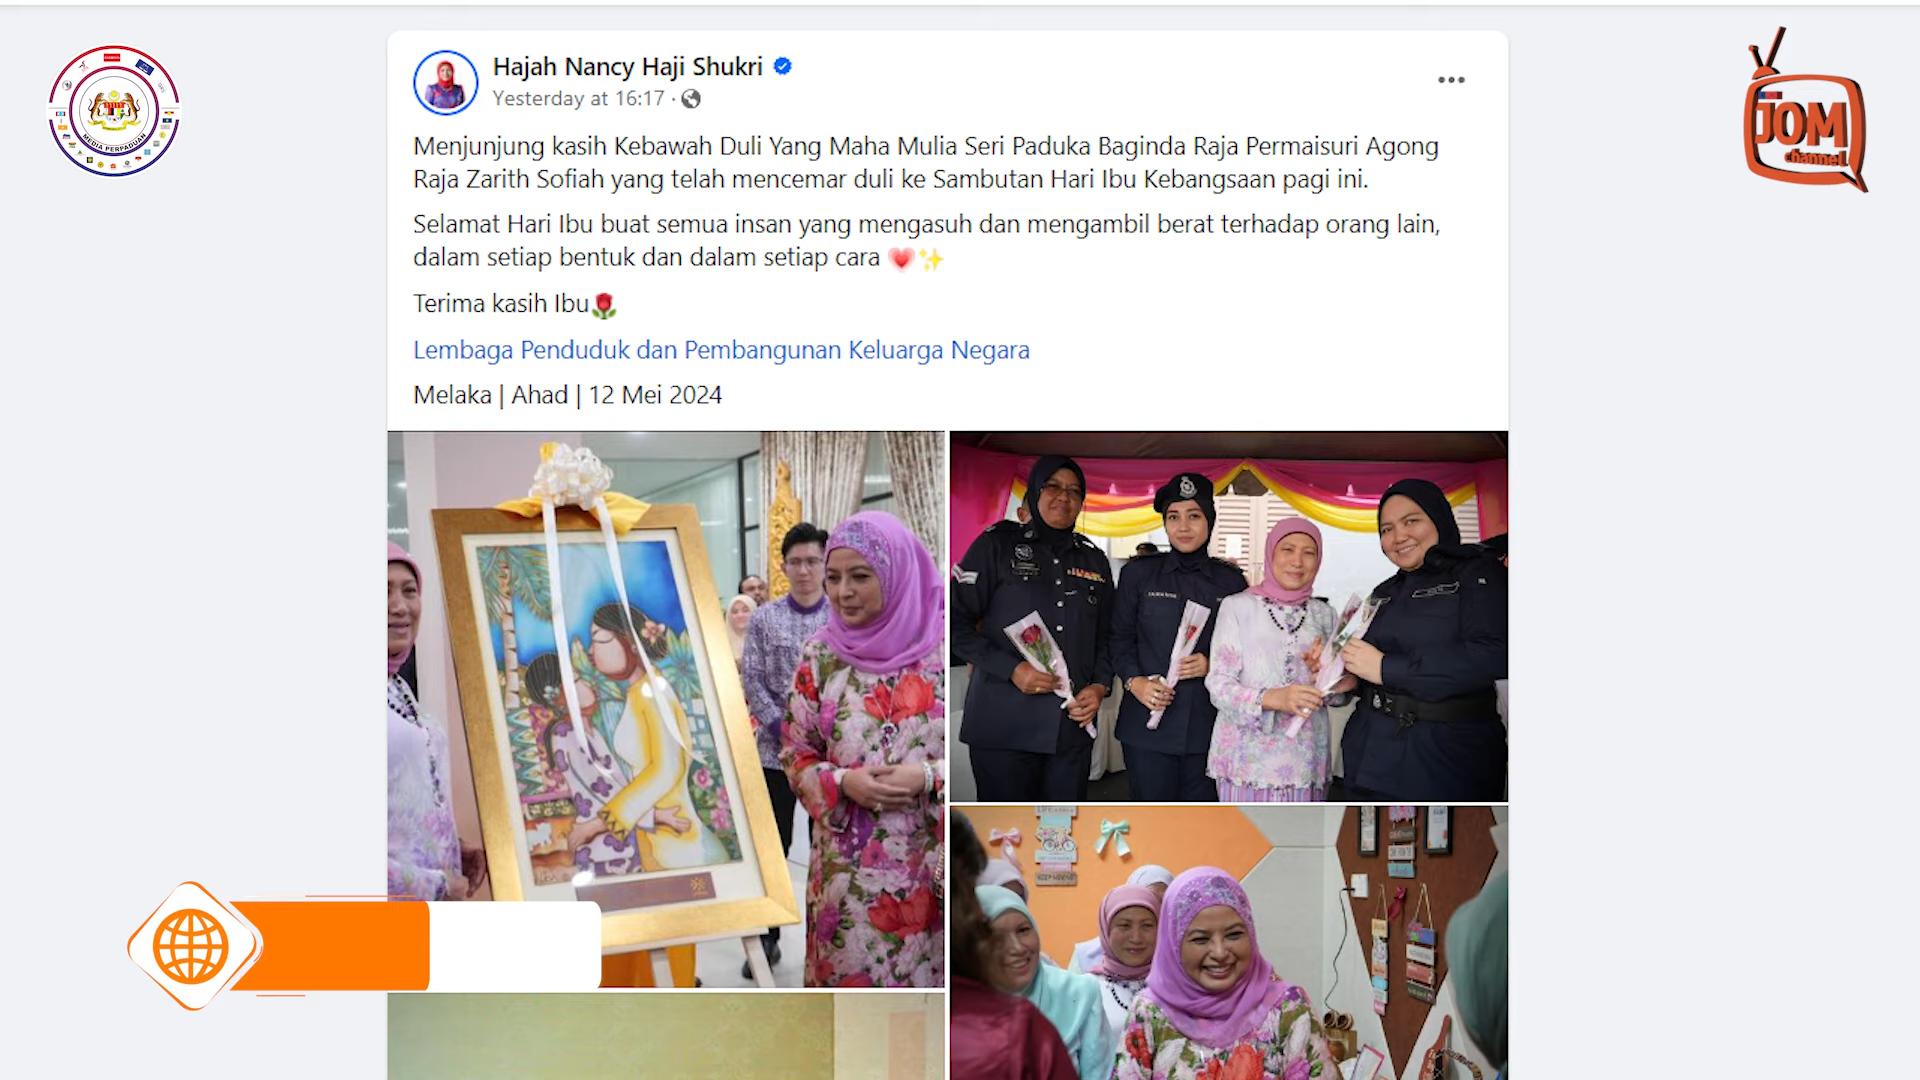 Hajah Nancy Haji Shukri
Yesterday at 16:17 ·
Menjunjung kasih Kebawah Duli Yang Maha Mulia Seri Paduka Baginda Raja Permaisuri Agong
Raja Zarith Sofiah yang telah mencemar duli ke Sambutan Hari Ibu Kebangsaan pagi ini.
Selamat Hari Ibu buat semua insan yang mengasuh dan mengambil berat terhadap orang lain,
dalam setiap bentuk dan dalam setiap cara 💗✨
Terima kasih Ibu🌹
Lembaga Penduduk dan Pembangunan Keluarga Negara
Melaka | Ahad | 12 Mei 2024
MEDIA PERPADUAN
JOM
channel